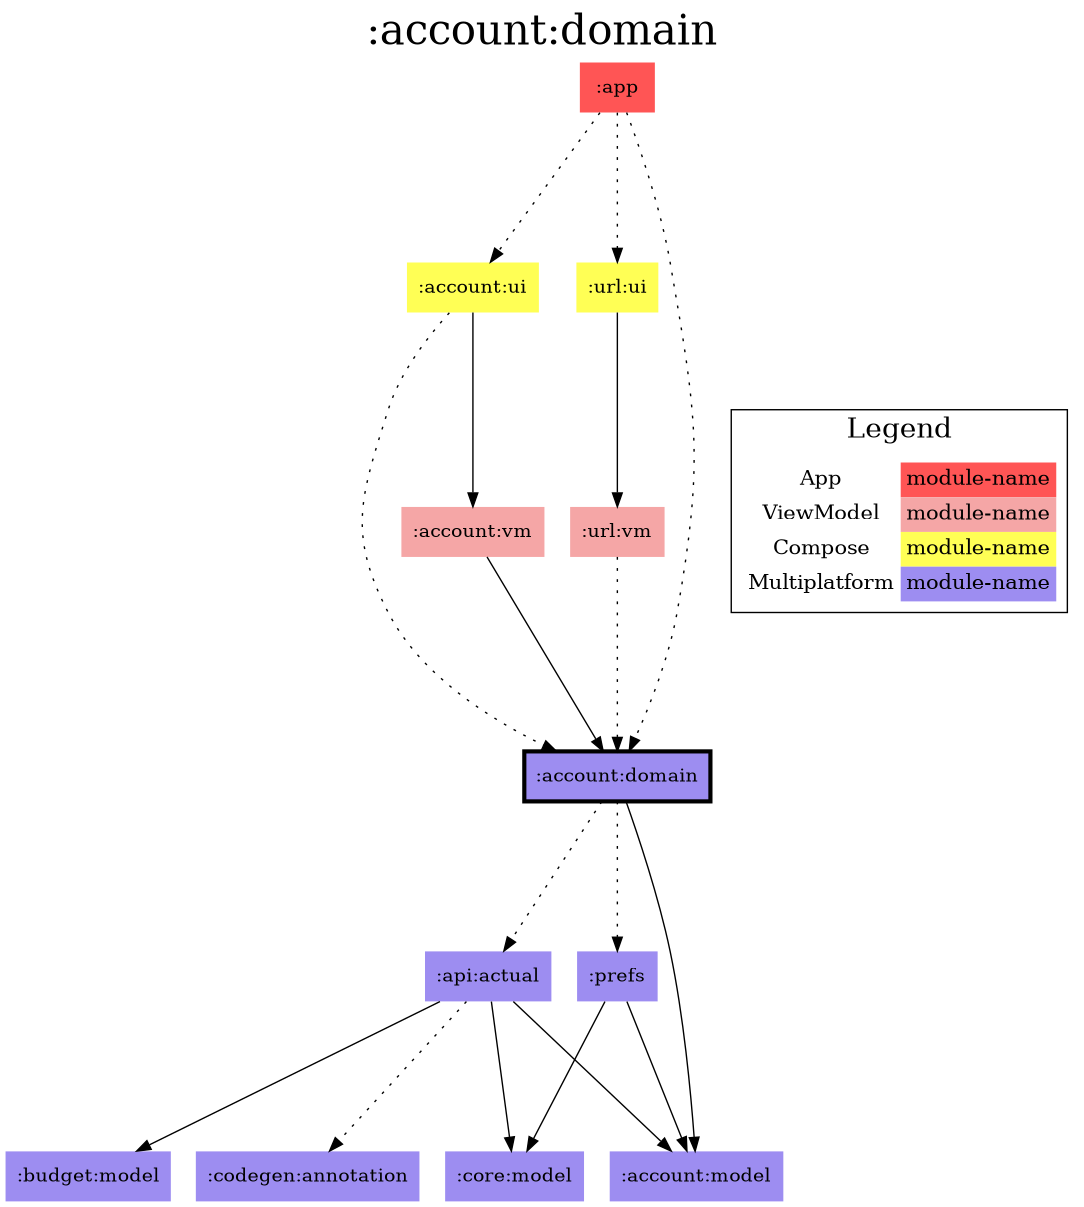 :account:domain
:app
:account:ui
:url:ui
Legend
App module-name
ViewModel module-name
Compose module-name
Multiplatform module-name
:account:vm
:url:vm
:account:domain
:api:actual
:prefs
:budget:model
:codegen:annotation
:core:model
:account:model